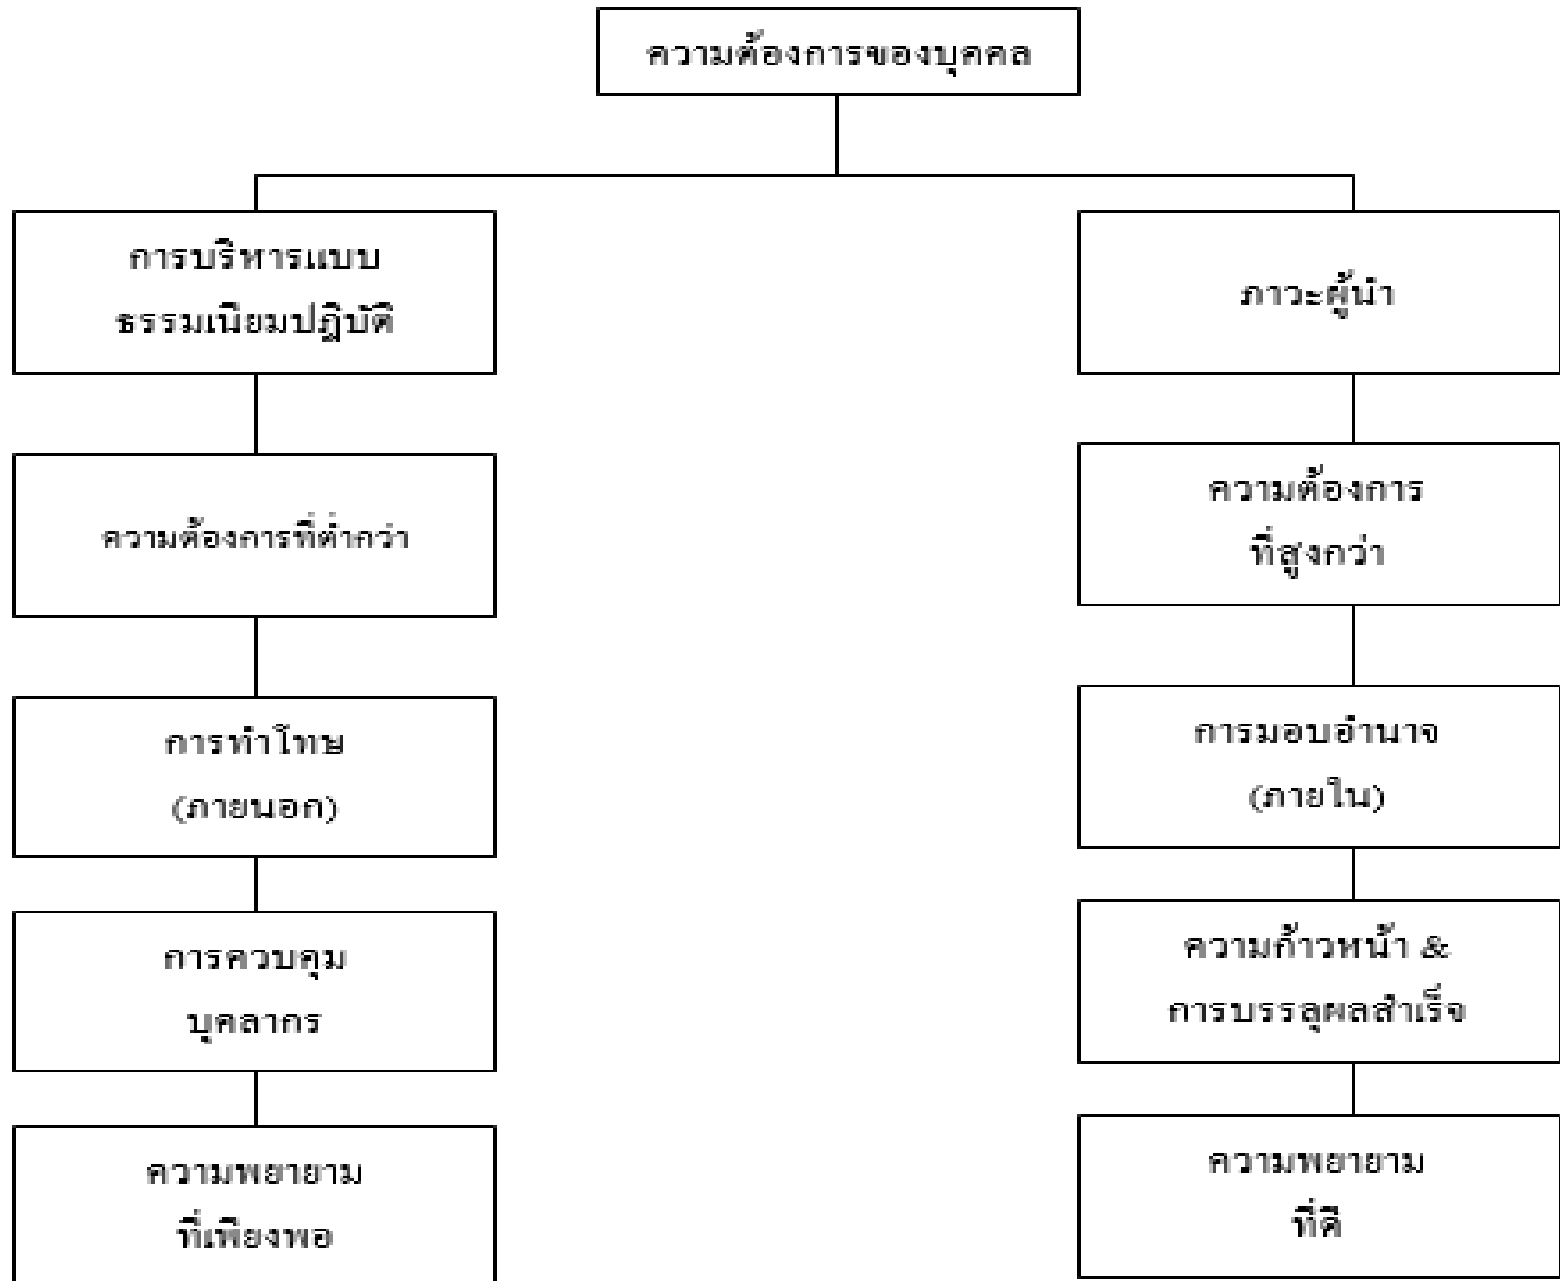 ความต้องการของบุคคล
การบริหารแบบ
ธรรมเนียมปฏิบัติ
ความต้องการที่ต่ำกว่า
การทำโทษ
(ภายนอก)
การควบคุม
บุคลากร
ความพยายาม
ที่เพียงพอ
ภาวะผู้นำ
ความต้องการ
ที่สูงกว่า
การมอบอำนาจ
(ภายใน)
ความก้าวหน้า &
การบรรลุผลสำเร็จ
ความพยายาม
ที่ดี